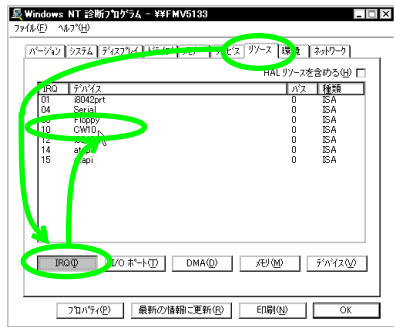 Windows NT 診断ﾌﾟﾛｸﾞﾗﾑ - ¥¥FMV5133
ﾌｧｲﾙ(F) ﾍﾙﾌﾟ(H)
ﾊﾞｰｼﾞｮﾝ システム ﾃﾞｨｽﾌﾟﾚｲ リソース 環境 ネットワーク
HAL リソースを含める(H)
IRQ デバイス バス 種類
01 i8042prt 0 ISA
04 Serial 0 ISA
Floppy 0 ISA
10 CW10 0 ISA
12 0 ISA
14 0 ISA
15 0 ISA
IRQ(I) I/O ポート(T) DMA(D) メモリ(M) デバイス(V)
プロパティ(P) 最新の情報に更新(R) 印刷(N) OK